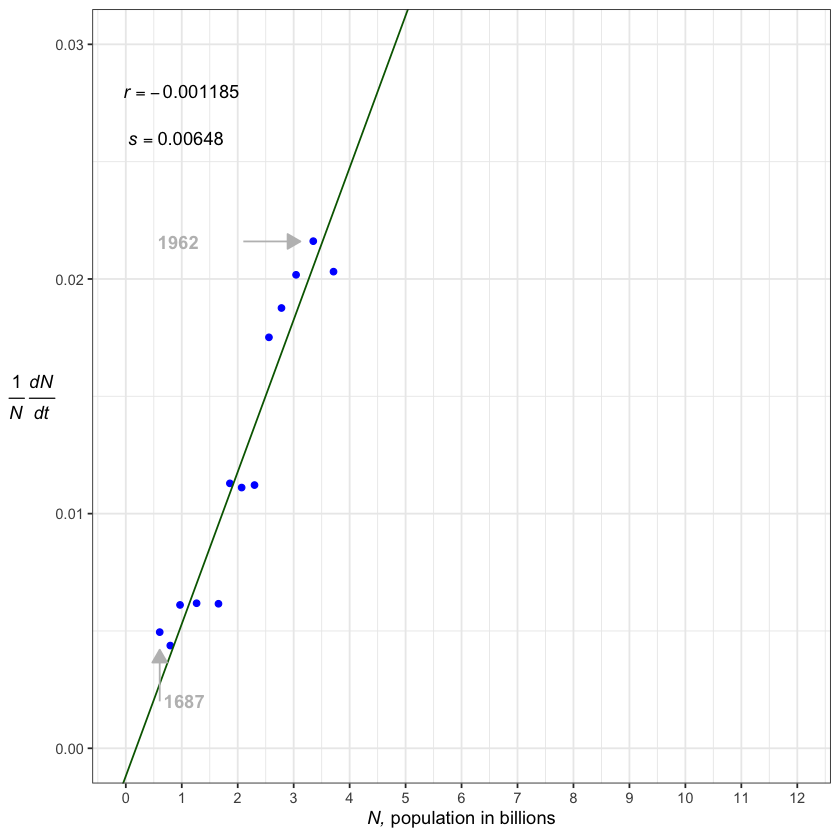 0.03
r = −0.001185
s = 0.00648
1962
0.02
1 dN
N dt
0.01
1687
0.00
0 1 2 3 4 5 6 7 8 9 10 11 12
N, population in billions